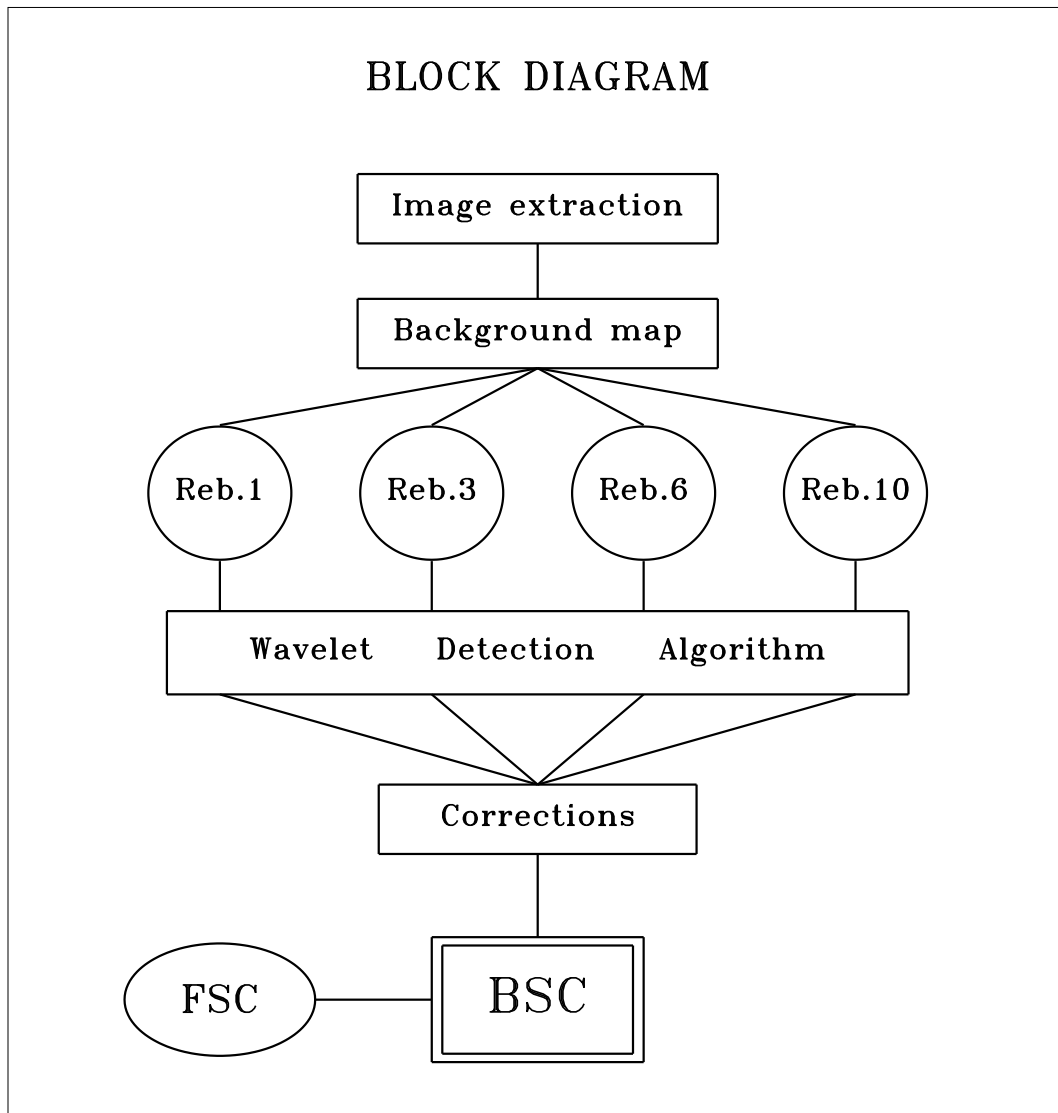 BLOCK DIAGRAM
Image extraction
Background map
Reb.1 Reb.3 Reb.6 Reb.10
Wavelet Detection Algorithm
Corrections
FSC BSC